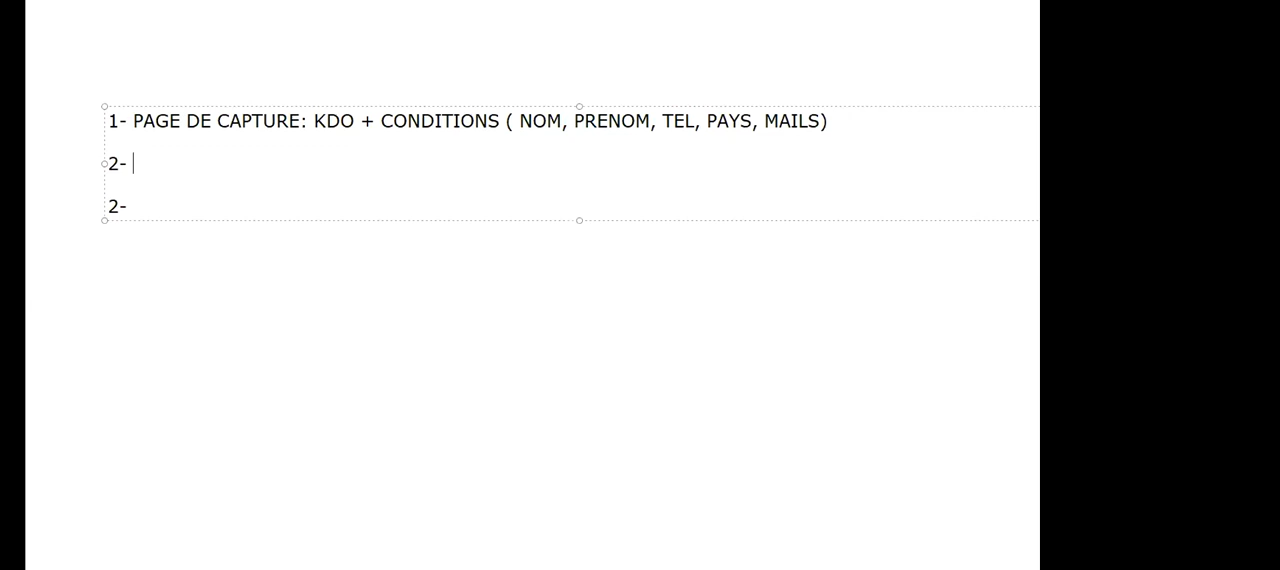 1- PAGE DE CAPTURE: KDO + CONDITIONS ( NOM, PRENOM, TEL, PAYS, MAILS)
2-
2-